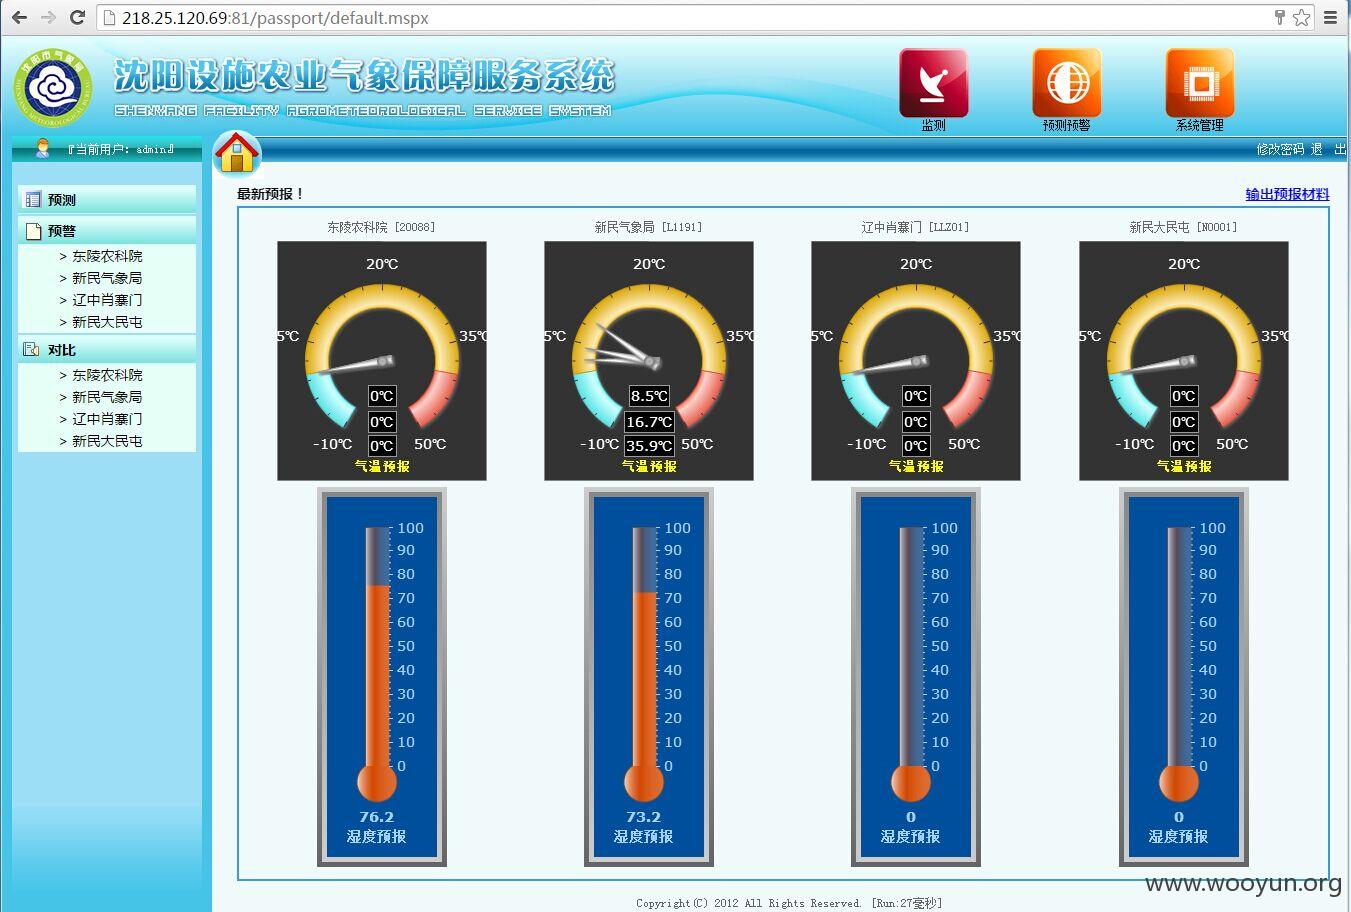 218.25.120.69:81/passport/default.mspx
沈阳设施农业气象保障服务系统
SHENYANG FACILITY AGROMETEOROLOGICAL SERVICE SYSTEM
监测
预测预警
系统管理
『当前用户：admin』
修改密码 退 出
预测
预警
> 东陵农科院
> 新民气象局
> 辽中肖寨门
> 新民大民屯
对比
> 东陵农科院
> 新民气象局
> 辽中肖寨门
> 新民大民屯
最新预报！
输出预报材料
东陵农科院 [20088]
20℃
5℃ 35℃
0℃
0℃
-10℃ 0℃ 50℃
气温预报
100
90
80
70
60
50
40
30
20
10
0
76.2
湿度预报
新民气象局 [L1191]
20℃
5℃ 35℃
8.5℃
16.7℃
-10℃ 35.9℃ 50℃
气温预报
100
90
80
70
60
50
40
30
20
10
0
73.2
湿度预报
辽中肖寨门 [LLZ01]
20℃
5℃ 35℃
0℃
0℃
-10℃ 0℃ 50℃
气温预报
100
90
80
70
60
50
40
30
20
10
0
0
湿度预报
新民大民屯 [N0001]
20℃
5℃ 35℃
0℃
0℃
-10℃ 0℃ 50℃
气温预报
100
90
80
70
60
50
40
30
20
10
0
0
湿度预报
www.wooyun.org
Copyright(C) 2012 All Rights Reserved. [Run:27毫秒]